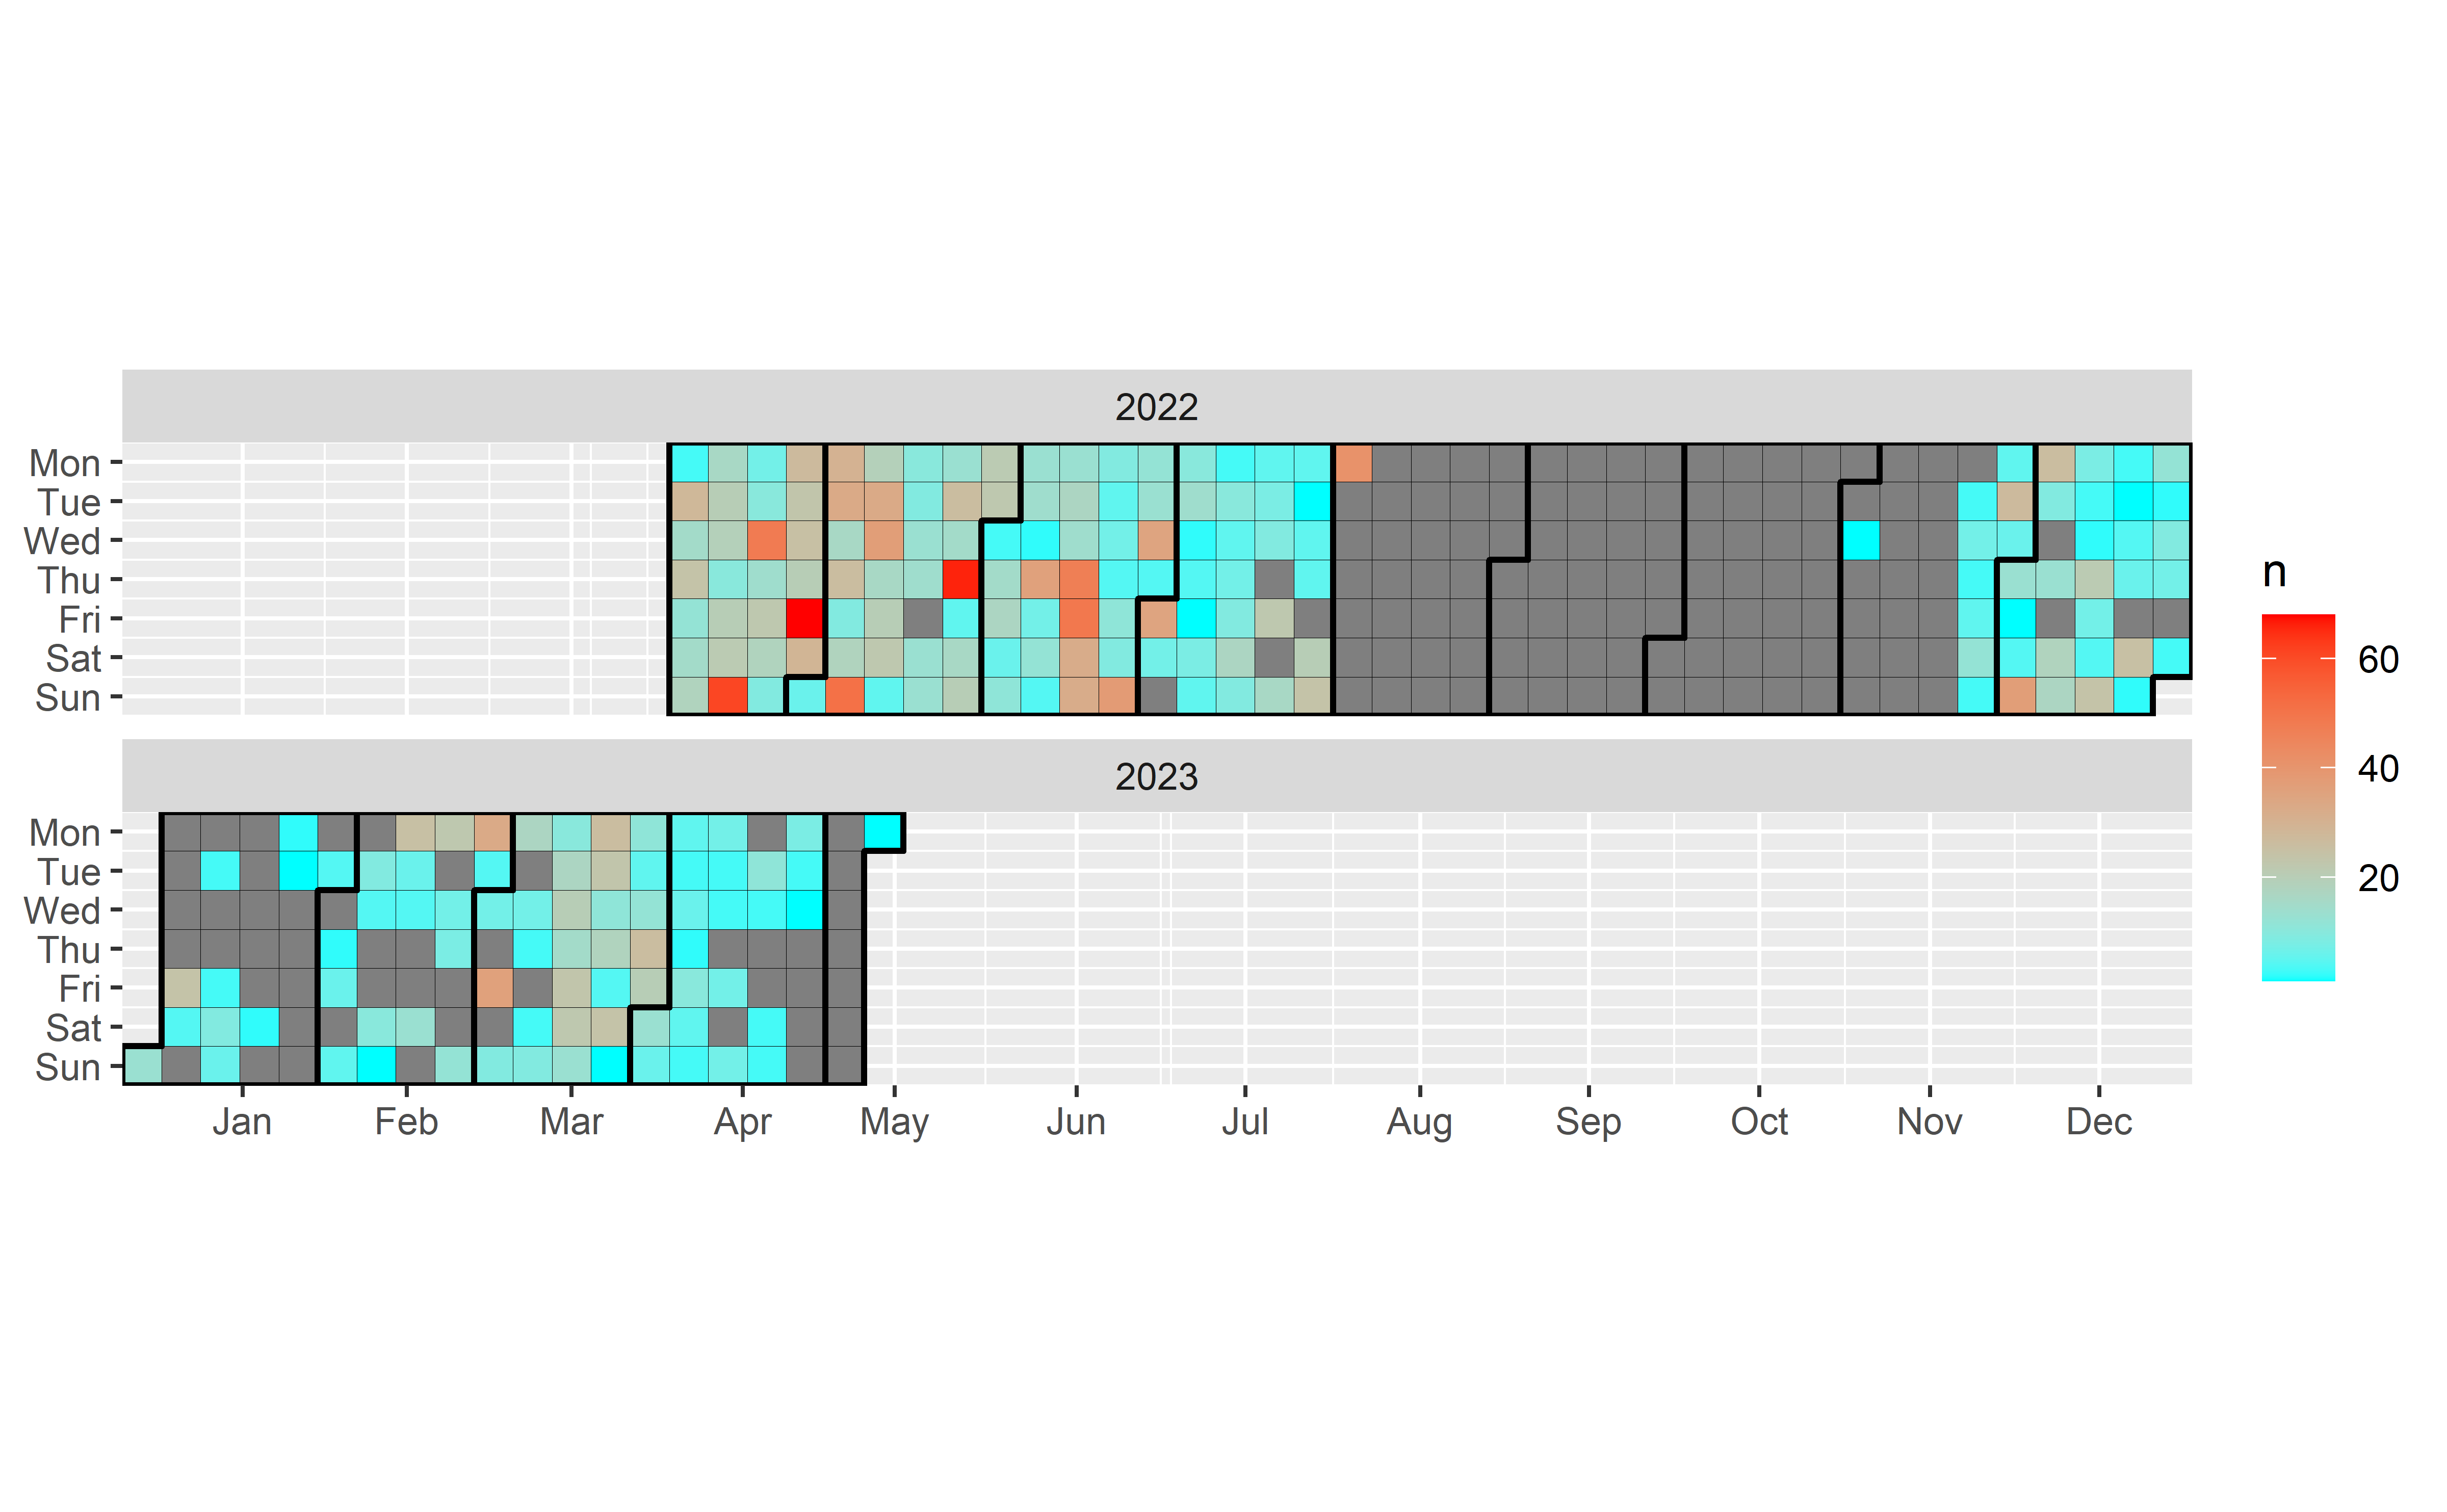 2022
Mon
Tue
Wed
Thu
Fri
Sat
Sun
2023
Mon
Tue
Wed
Thu
Fri
Sat
Sun
Jan Feb Mar Apr May Jun Jul Aug Sep Oct Nov Dec
n
60
40
20